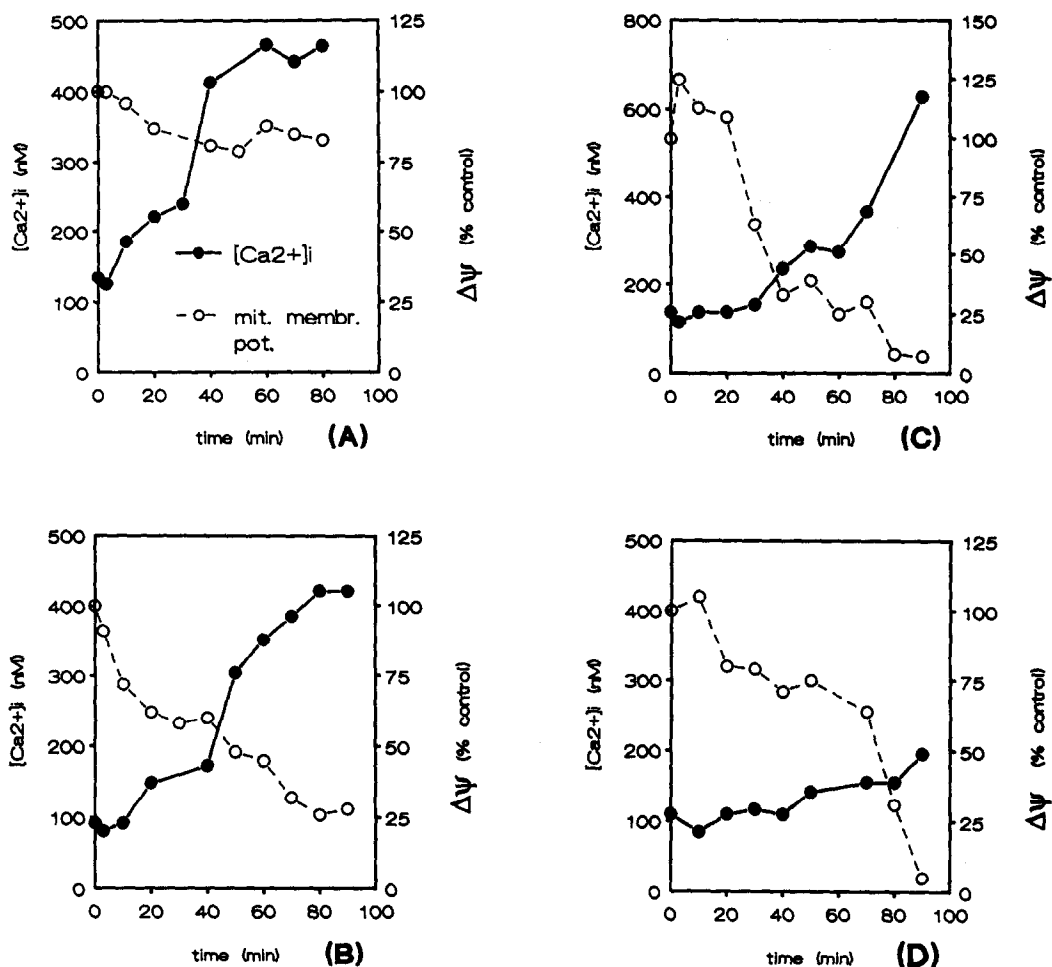 500
400
300
200
100
0
[Ca2+]i (nM)
125
100
75
50
25
0
ΔΨ (% control)
[Ca2+]i
mit. membr.
pot.
0 20 40 60 80 100
time (min) (A)
800
600
400
200
0
[Ca2+]i (nM)
150
125
100
75
50
25
0
ΔΨ (% control)
0 20 40 60 80 100
time (min) (C)
500
400
300
200
100
0
[Ca2+]i (nM)
125
100
75
50
25
0
ΔΨ (% control)
0 20 40 60 80 100
time (min) (B)
500
400
300
200
100
0
[Ca2+]i (nM)
125
100
75
50
25
0
ΔΨ (% control)
0 20 40 60 80 100
time (min) (D)